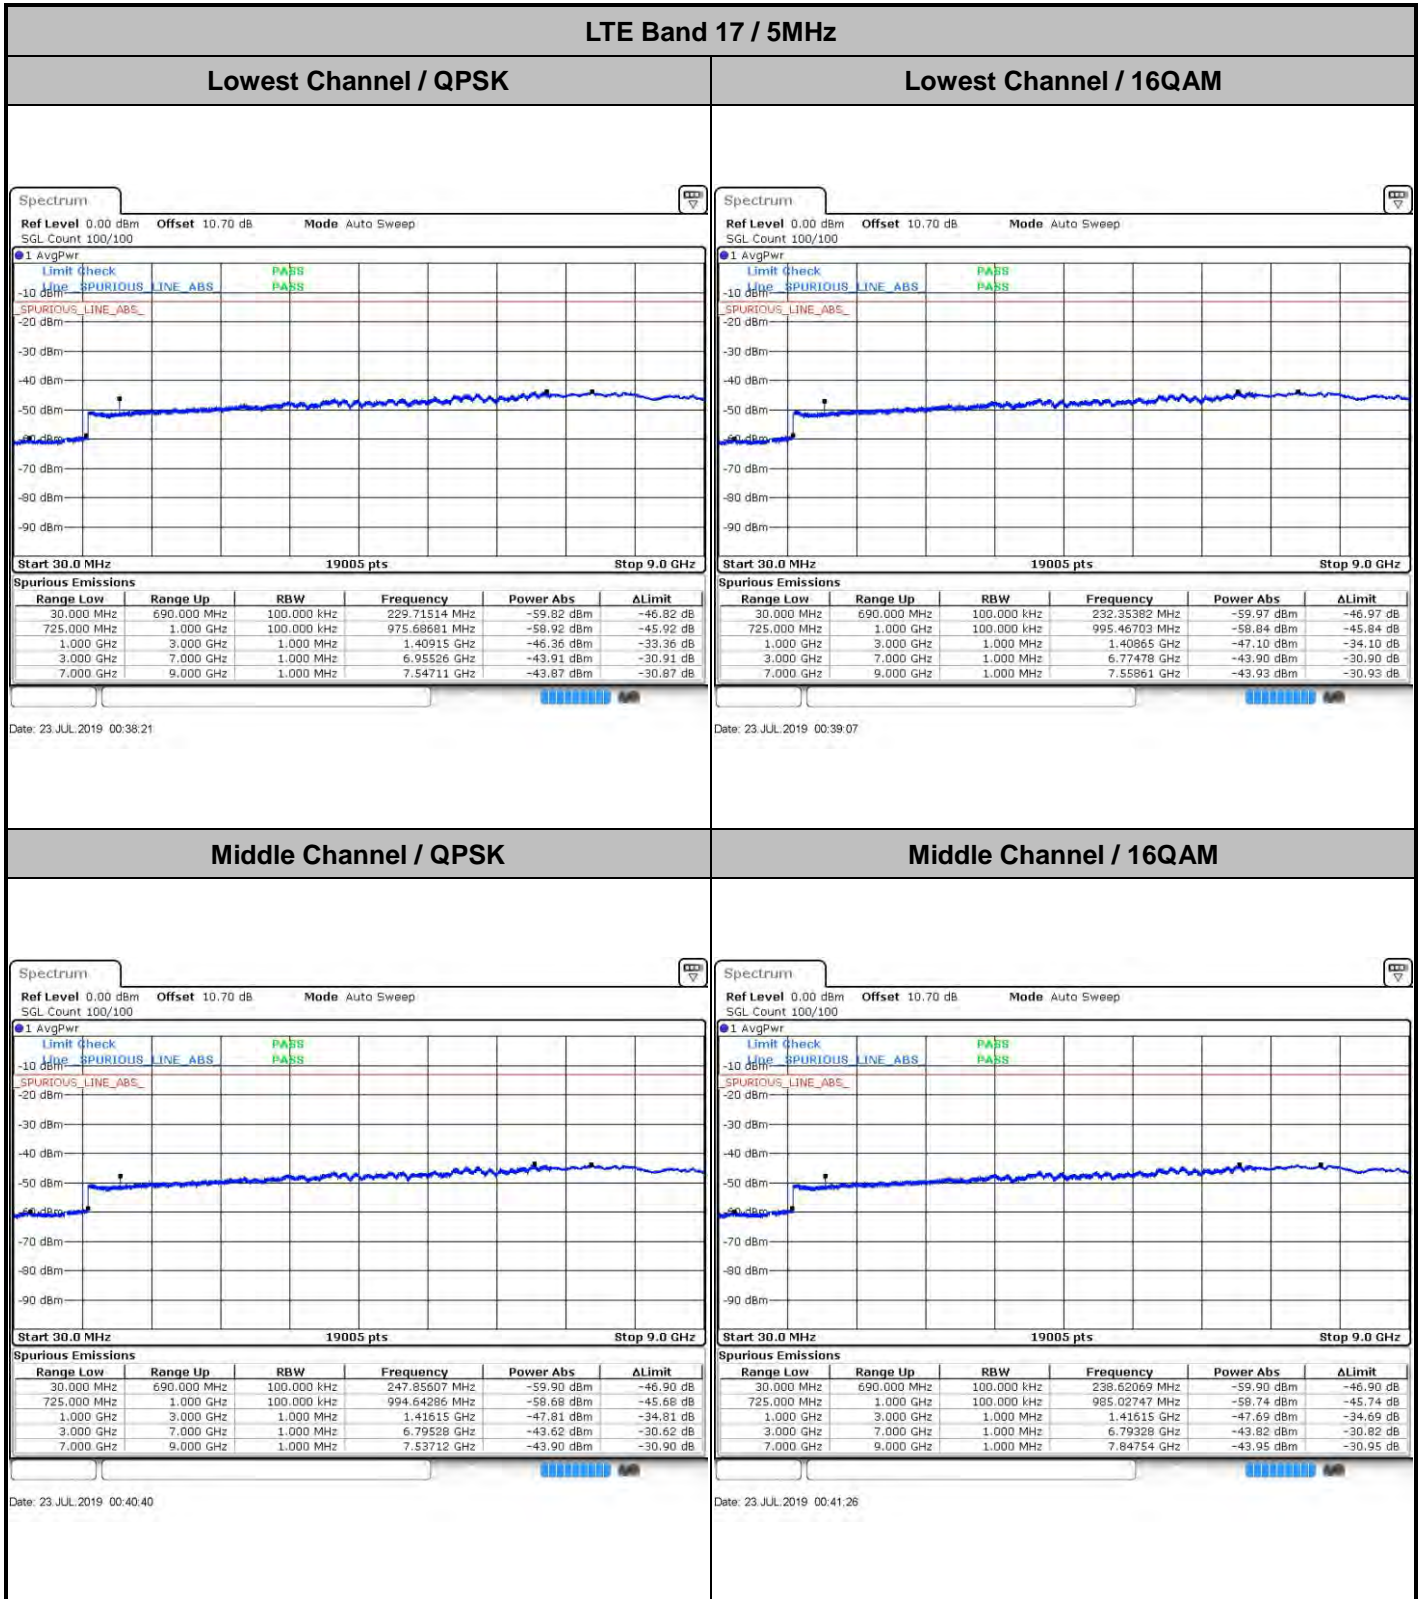 LTE Band 17 / 5MHz
Lowest Channel / QPSK
Lowest Channel / 16QAM
Spectrum
Ref Level 0.00 dBm Offset 10.70 dB Mode Auto Sweep
SGL Count 100/100
1 AvgPwr
Limit Check PASS
Line _SPURIOUS_LINE_ABS_ PASS
-10 dBm
_SPURIOUS_LINE_ABS_
-20 dBm
-30 dBm
-40 dBm
-50 dBm
-60 dBm
-70 dBm
-80 dBm
-90 dBm
Start 30.0 MHz 19005 pts Stop 9.0 GHz
Spurious Emissions
Range Low Range Up RBW Frequency Power Abs ΔLimit
30.000 MHz 690.000 MHz 100.000 kHz 229.71514 MHz -59.82 dBm -46.82 dB
725.000 MHz 1.000 GHz 100.000 kHz 975.68681 MHz -58.92 dBm -45.92 dB
1.000 GHz 3.000 GHz 1.000 MHz 1.40915 GHz -46.36 dBm -33.36 dB
3.000 GHz 7.000 GHz 1.000 MHz 6.95526 GHz -43.91 dBm -30.91 dB
7.000 GHz 9.000 GHz 1.000 MHz 7.54711 GHz -43.87 dBm -30.87 dB
Date: 23.JUL.2019 00:38:21
Spectrum
Ref Level 0.00 dBm Offset 10.70 dB Mode Auto Sweep
SGL Count 100/100
1 AvgPwr
Limit Check PASS
Line _SPURIOUS_LINE_ABS_ PASS
-10 dBm
_SPURIOUS_LINE_ABS_
-20 dBm
-30 dBm
-40 dBm
-50 dBm
-60 dBm
-70 dBm
-80 dBm
-90 dBm
Start 30.0 MHz 19005 pts Stop 9.0 GHz
Spurious Emissions
Range Low Range Up RBW Frequency Power Abs ΔLimit
30.000 MHz 690.000 MHz 100.000 kHz 232.35382 MHz -59.97 dBm -46.97 dB
725.000 MHz 1.000 GHz 100.000 kHz 995.46703 MHz -58.84 dBm -45.84 dB
1.000 GHz 3.000 GHz 1.000 MHz 1.40865 GHz -47.10 dBm -34.10 dB
3.000 GHz 7.000 GHz 1.000 MHz 6.77478 GHz -43.90 dBm -30.90 dB
7.000 GHz 9.000 GHz 1.000 MHz 7.55861 GHz -43.93 dBm -30.93 dB
Date: 23.JUL.2019 00:39:07
Middle Channel / QPSK
Middle Channel / 16QAM
Spectrum
Ref Level 0.00 dBm Offset 10.70 dB Mode Auto Sweep
SGL Count 100/100
1 AvgPwr
Limit Check PASS
Line _SPURIOUS_LINE_ABS_ PASS
-10 dBm
_SPURIOUS_LINE_ABS_
-20 dBm
-30 dBm
-40 dBm
-50 dBm
-60 dBm
-70 dBm
-80 dBm
-90 dBm
Start 30.0 MHz 19005 pts Stop 9.0 GHz
Spurious Emissions
Range Low Range Up RBW Frequency Power Abs ΔLimit
30.000 MHz 690.000 MHz 100.000 kHz 247.85607 MHz -59.90 dBm -46.90 dB
725.000 MHz 1.000 GHz 100.000 kHz 994.64286 MHz -58.68 dBm -45.68 dB
1.000 GHz 3.000 GHz 1.000 MHz 1.41615 GHz -47.81 dBm -34.81 dB
3.000 GHz 7.000 GHz 1.000 MHz 6.79528 GHz -43.62 dBm -30.62 dB
7.000 GHz 9.000 GHz 1.000 MHz 7.53712 GHz -43.90 dBm -30.90 dB
Date: 23.JUL.2019 00:40:40
Spectrum
Ref Level 0.00 dBm Offset 10.70 dB Mode Auto Sweep
SGL Count 100/100
1 AvgPwr
Limit Check PASS
Line _SPURIOUS_LINE_ABS_ PASS
-10 dBm
_SPURIOUS_LINE_ABS_
-20 dBm
-30 dBm
-40 dBm
-50 dBm
-60 dBm
-70 dBm
-80 dBm
-90 dBm
Start 30.0 MHz 19005 pts Stop 9.0 GHz
Spurious Emissions
Range Low Range Up RBW Frequency Power Abs ΔLimit
30.000 MHz 690.000 MHz 100.000 kHz 238.62069 MHz -59.90 dBm -46.90 dB
725.000 MHz 1.000 GHz 100.000 kHz 985.02747 MHz -58.74 dBm -45.74 dB
1.000 GHz 3.000 GHz 1.000 MHz 1.41615 GHz -47.69 dBm -34.69 dB
3.000 GHz 7.000 GHz 1.000 MHz 6.79328 GHz -43.82 dBm -30.82 dB
7.000 GHz 9.000 GHz 1.000 MHz 7.84754 GHz -43.95 dBm -30.95 dB
Date: 23.JUL.2019 00:41:26